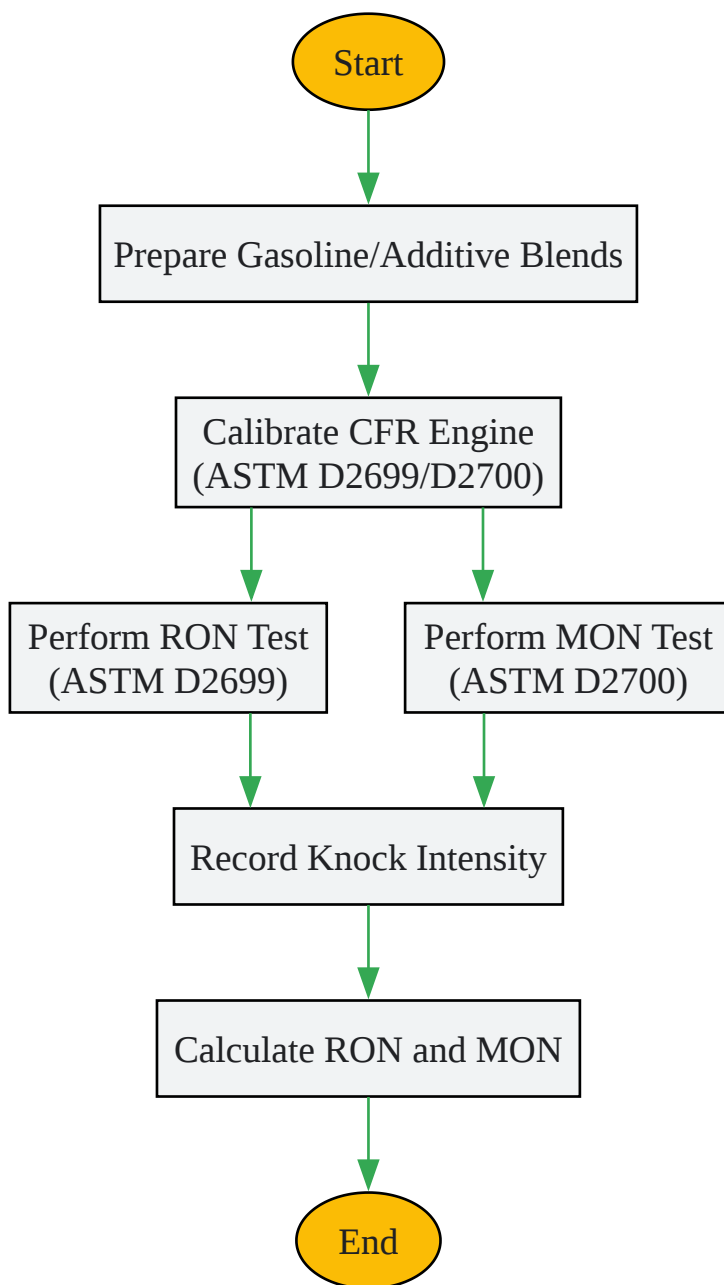 Start
Prepare Gasoline/Additive Blends
Calibrate CFR Engine
(ASTM D2699/D2700)
Perform RON Test
(ASTM D2699)
Perform MON Test
(ASTM D2700)
Record Knock Intensity
Calculate RON and MON
End